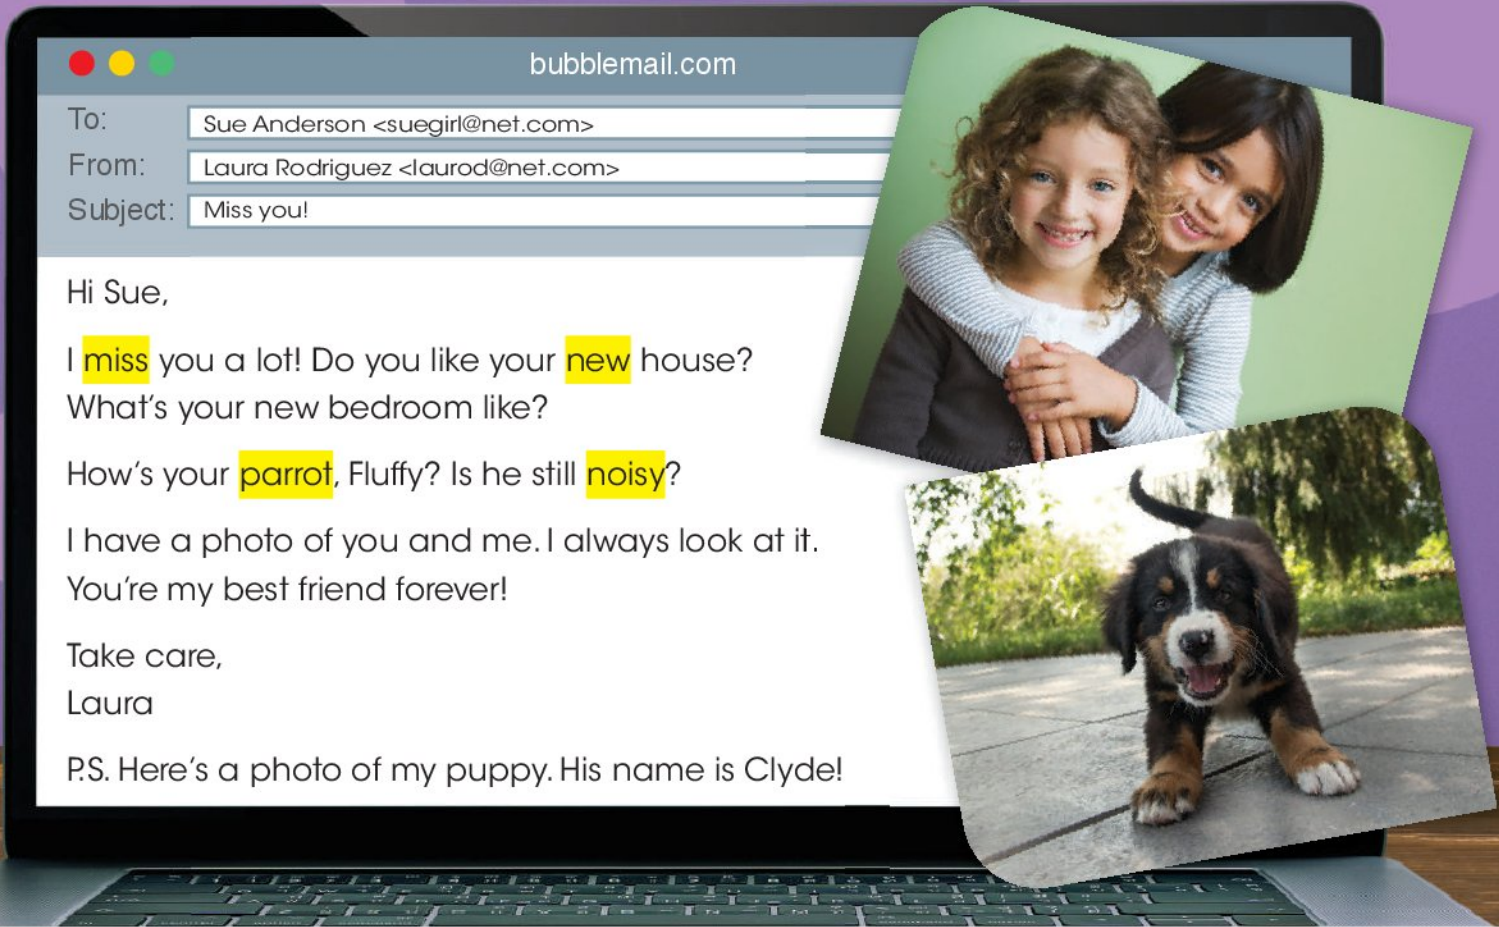 bubblemail.com
To: Sue Anderson <suegirl@net.com>
From: Laura Rodriguez <laurod@net.com>
Subject: Miss you!
Hi Sue,
I miss you a lot! Do you like your new house?
What's your new bedroom like?
How's your parrot, Fluffy? Is he still noisy?
I have a photo of you and me. I always look at it.
You're my best friend forever!
Take care,
Laura
P.S. Here's a photo of my puppy. His name is Clyde!